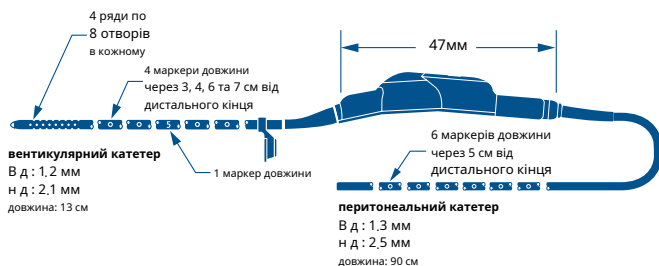 4 ряди по
8 отворів
в кожному
47мм
4 маркери довжини
через 3, 4, 6 та 7 см від
дистального кінця
5
1 маркер довжини
вентикулярний катетер
В д : 1,2 мм
н д : 2,1 мм
довжина: 13 см
6 маркерів довжини
через 5 см від
дистального кінця
перитонеальний катетер
В д : 1,3 мм
н д : 2,5 мм
довжина: 90 см